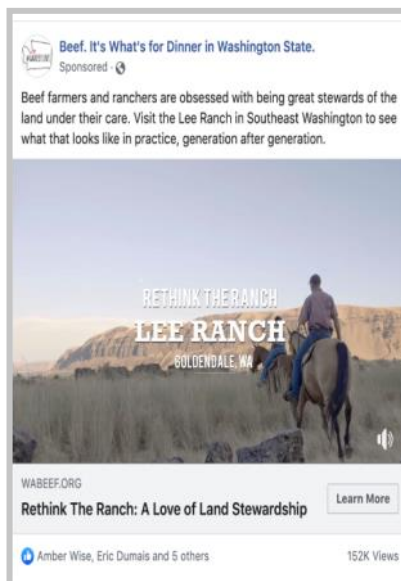 Beef. It's What's for Dinner in Washington State.
Sponsored ·
Beef farmers and ranchers are obsessed with being great stewards of the
land under their care. Visit the Lee Ranch in Southeast Washington to see
what that looks like in practice, generation after generation.
RETHINK THE RANCH
LEE RANCH
GOLDENDALE, WA
WABEEF.ORG
Rethink The Ranch: A Love of Land Stewardship
Learn More
Amber Wise, Eric Dumais and 5 others
152K Views